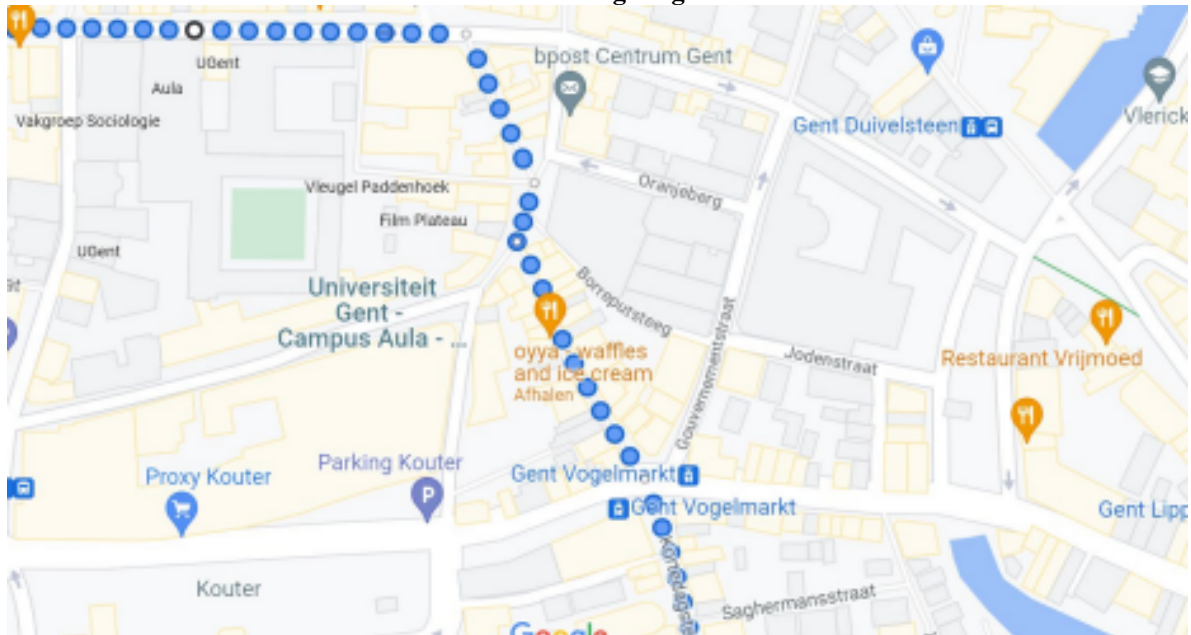 UGent
Aula
Vakgroep Sociologie
bpost Centrum Gent
Gent Duivelsteen
Vlerick
Vleugel Paddenhoek
Film Plateau
Oranjeberg
UGent
Universiteit
Gent -
Campus Aula - ...
Borreputsteeg
Gouvernementstraat
Jodenstraat
oyya - waffles
and ice cream
Afhalen
Restaurant Vrijmoed
Parking Kouter
P
Proxy Kouter
Gent Vogelmarkt
Gent Vogelmarkt
Gent Lipp
Kortedagste
Kouter
Saghermansstraat
Google